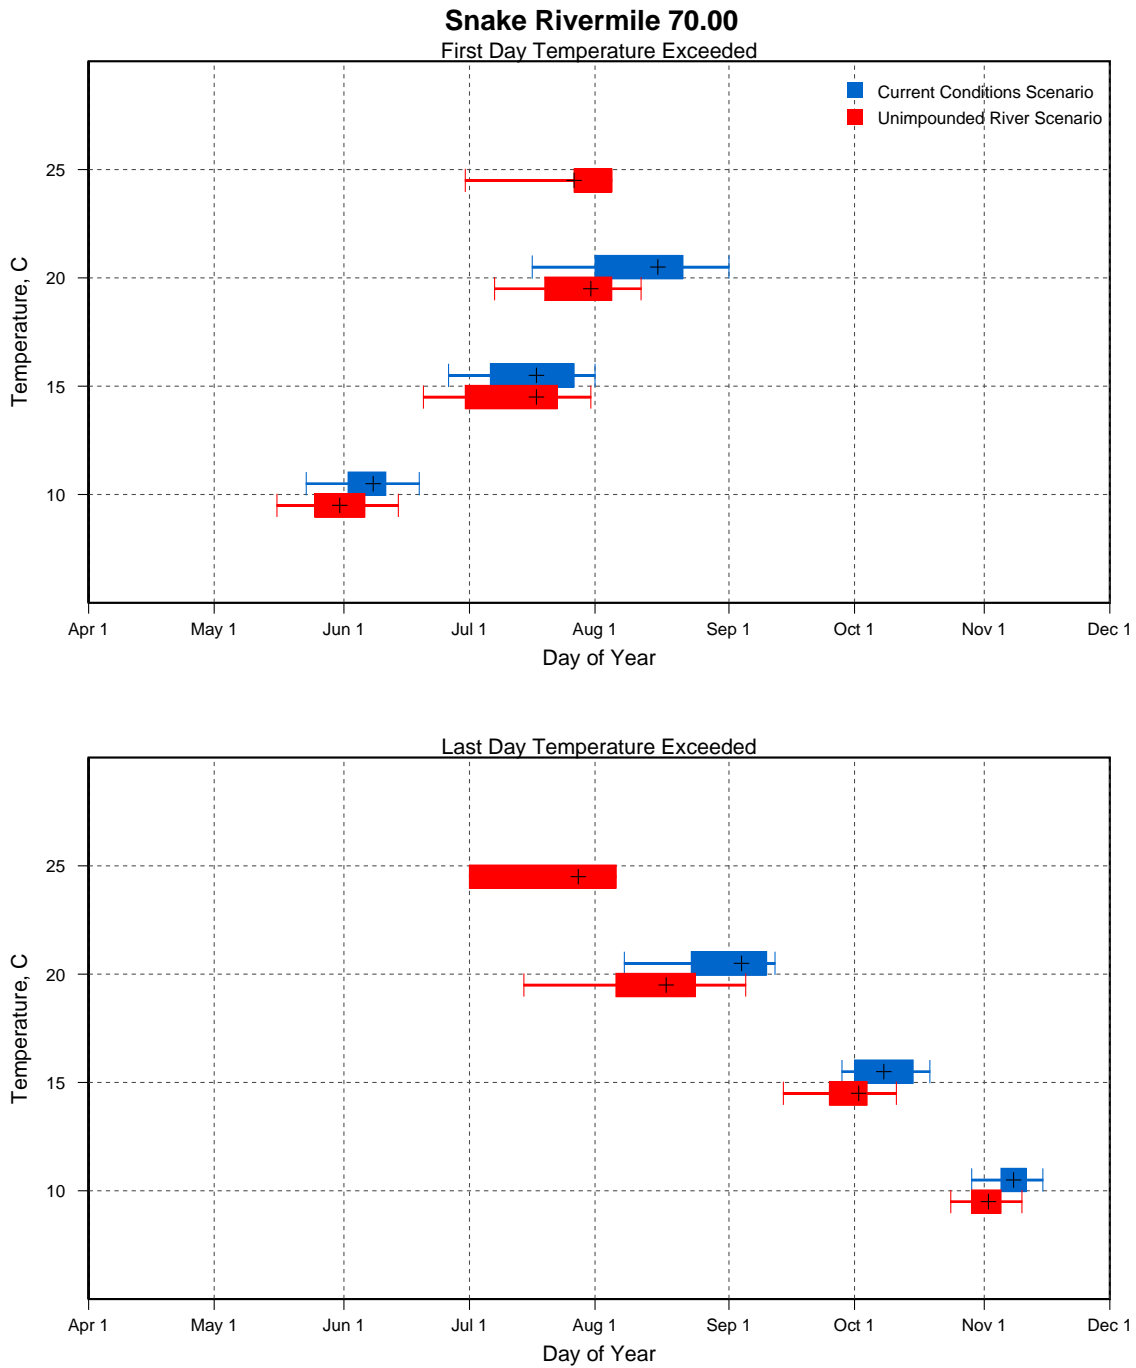 Snake Rivermile 70.00
First Day Temperature Exceeded
Current Conditions Scenario
Unimpounded River Scenario
25
20
15
10
Temperature, C
Apr 1 May 1 Jun 1 Jul 1 Aug 1 Sep 1 Oct 1 Nov 1 Dec 1
Day of Year
Last Day Temperature Exceeded
25
20
15
10
Temperature, C
Apr 1 May 1 Jun 1 Jul 1 Aug 1 Sep 1 Oct 1 Nov 1 Dec 1
Day of Year